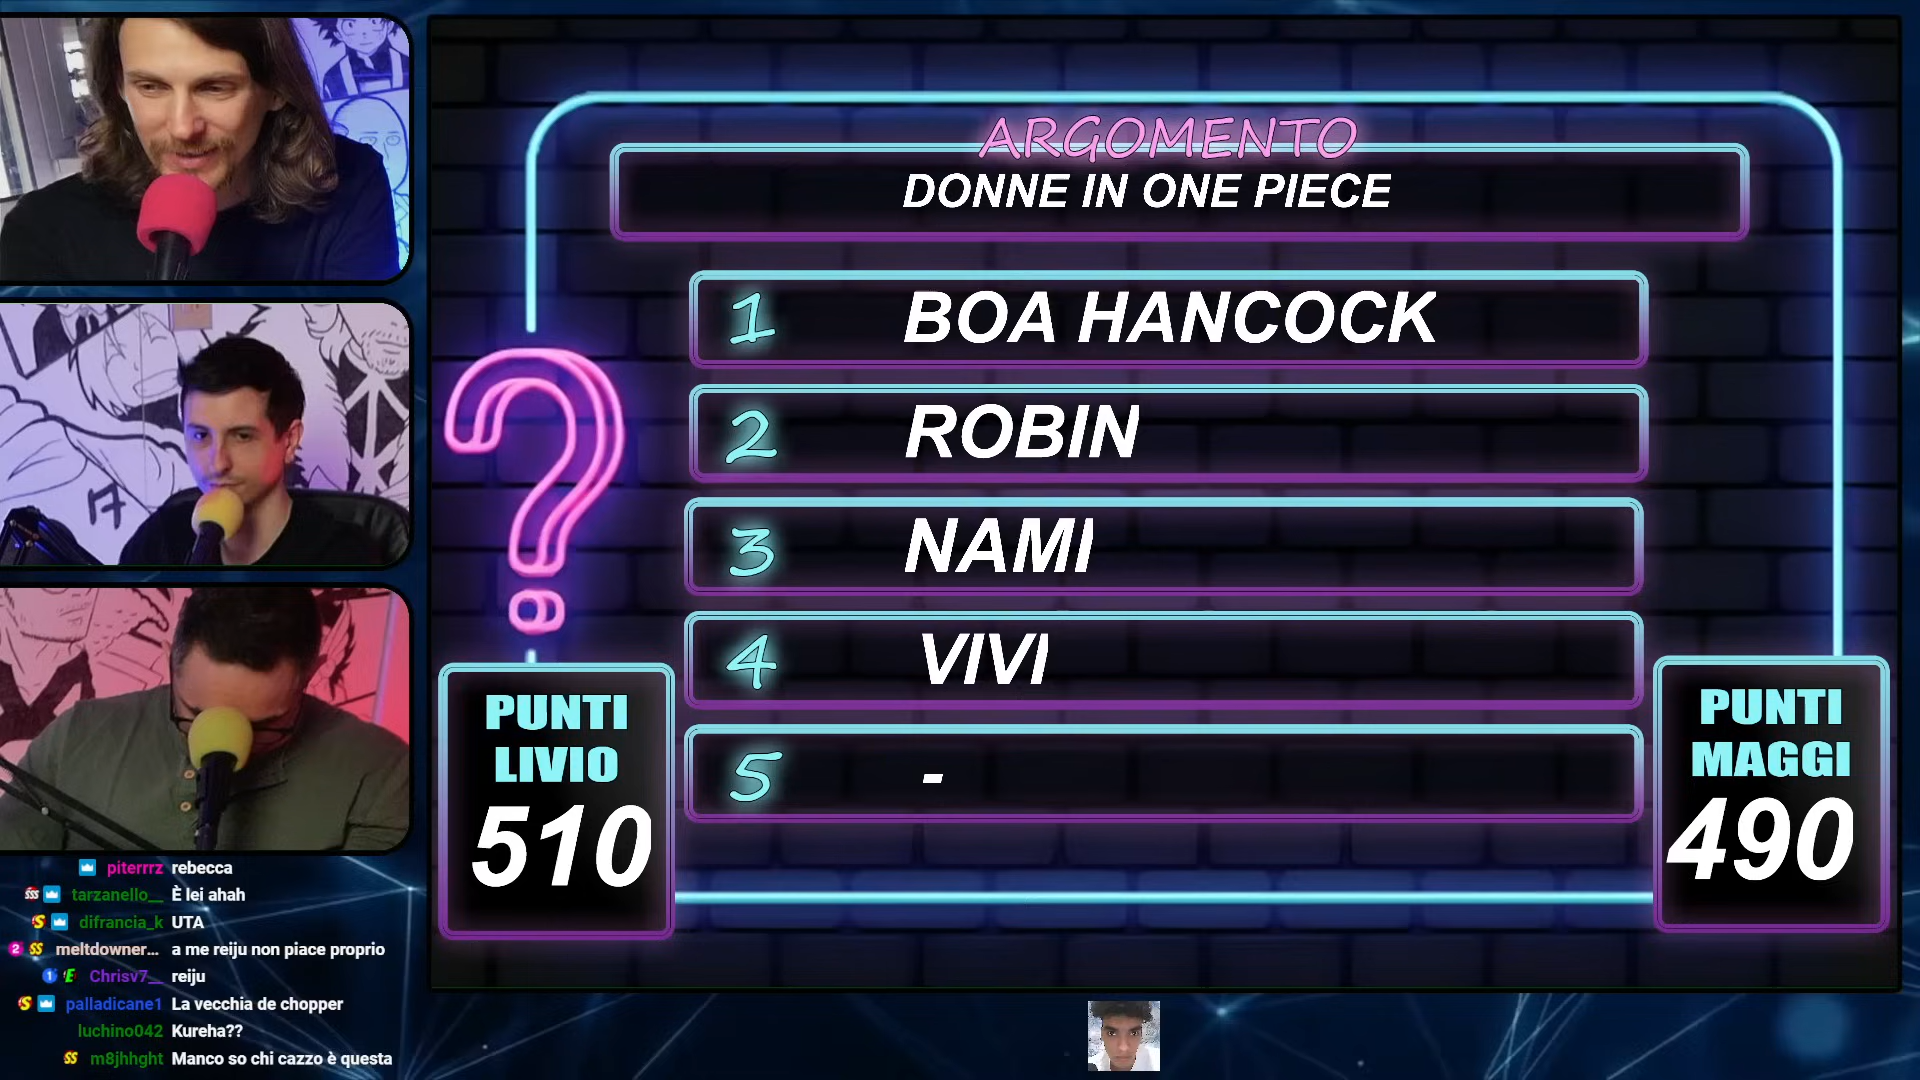 ARGOMENTO
DONNE IN ONE PIECE
1 BOA HANCOCK
2 ROBIN
3 NAMI
4 VIVI
5 -
PUNTI
LIVIO
510
PUNTI
MAGGI
490
piterrrz rebecca
tarzanello__ È lei ahah
difrancia_k UTA
meltdowner... a me reiju non piace proprio
Chrisv7__ reiju
palladicane1 La vecchia de chopper
luchino042 Kureha??
m8jhhght Manco so chi cazzo è questa